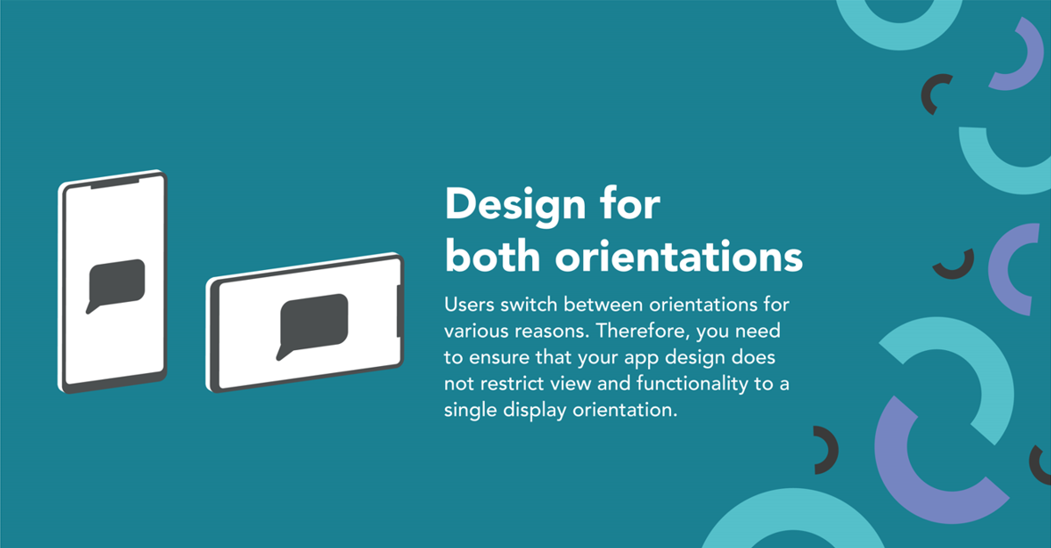 Design for
both orientations
Users switch between orientations for
various reasons. Therefore, you need
to ensure that your app design does
not restrict view and functionality to a
single display orientation.